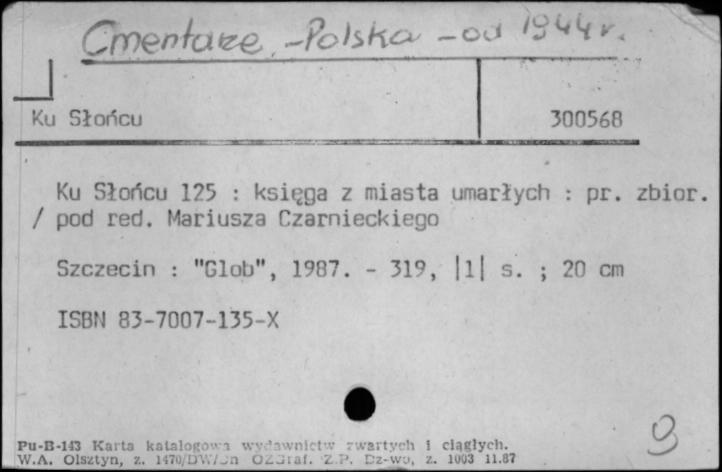 Cmentarze - Polska - od 1944 r.
Ku Słońcu 300568
Ku Słońcu 125 : księga z miasta umarłych : pr. zbior.
/ pod red. Mariusza Czarnieckiego
Szczecin : "Glob", 1987. - 319, |1| s. ; 20 cm
ISBN 83-7007-135-X
9
Pu-B-143 Karta katalogowa wydawnictw zwartych i ciągłych.
W.A. Olsztyn, z. 1470/DW/Jn OZGraf. Z.P. Dz-wo, z. 1003 11.87